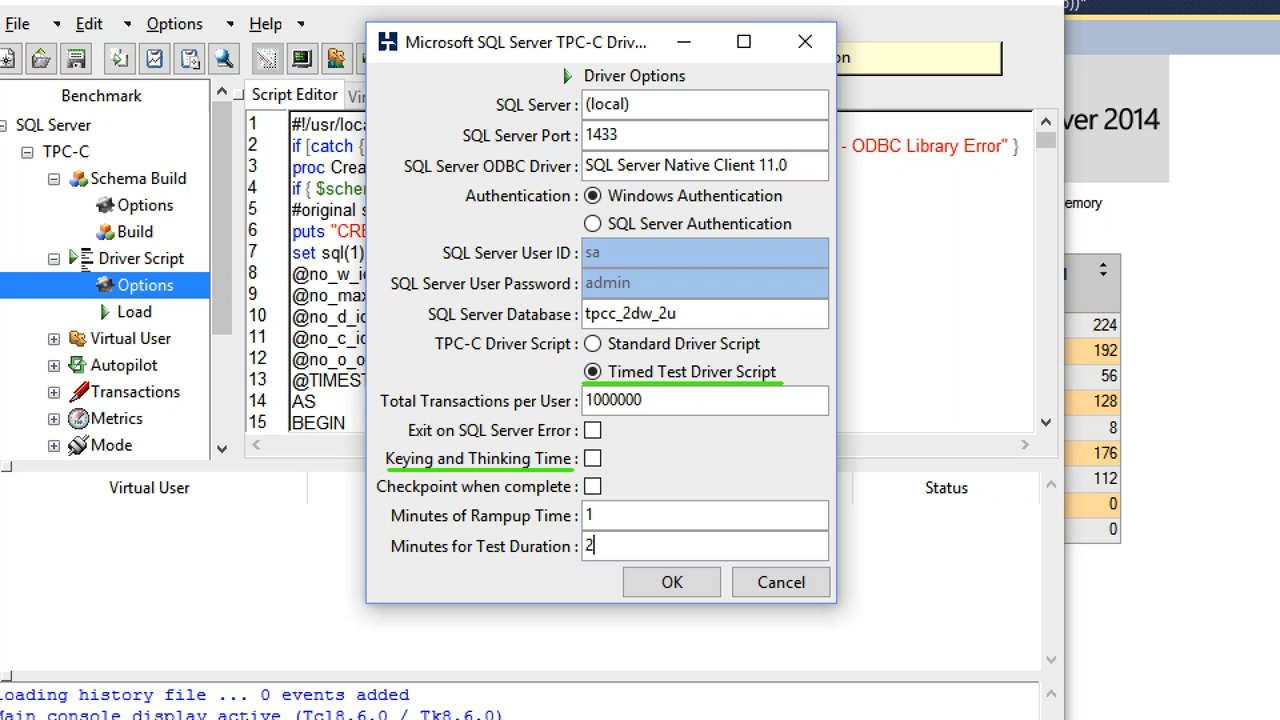 ))"
File Edit Options Help
Microsoft SQL Server TPC-C Driv...
on
ver 2014
emory
224
192
56
128
8
176
112
0
0
Benchmark
SQL Server
TPC-C
Schema Build
Options
Build
Driver Script
Options
Load
Virtual User
Autopilot
Transactions
Metrics
Mode
Script Editor
1 #!/usr/loca
2 if [catch { - ODBC Library Error" }
3 proc Crea
4 if { $scher
5 #original s
6 puts "CRE
7 set sql(1)
8 @no_w_id
9 @no_max
10 @no_d_id
11 @no_c_id
12 @no_o_o
13 @TIMEST
14 AS
15 BEGIN
Driver Options
SQL Server : (local)
SQL Server Port : 1433
SQL Server ODBC Driver : SQL Server Native Client 11.0
Authentication : Windows Authentication
SQL Server Authentication
SQL Server User ID : sa
SQL Server User Password : admin
SQL Server Database : tpcc_2dw_2u
TPC-C Driver Script : Standard Driver Script
Timed Test Driver Script
Total Transactions per User : 1000000
Exit on SQL Server Error :
Keying and Thinking Time :
Checkpoint when complete :
Minutes of Rampup Time : 1
Minutes for Test Duration : 2
OK Cancel
Virtual User Status
Loading history file ... 0 events added
Main console display active (Tcl8.6.0 / Tk8.6.0)